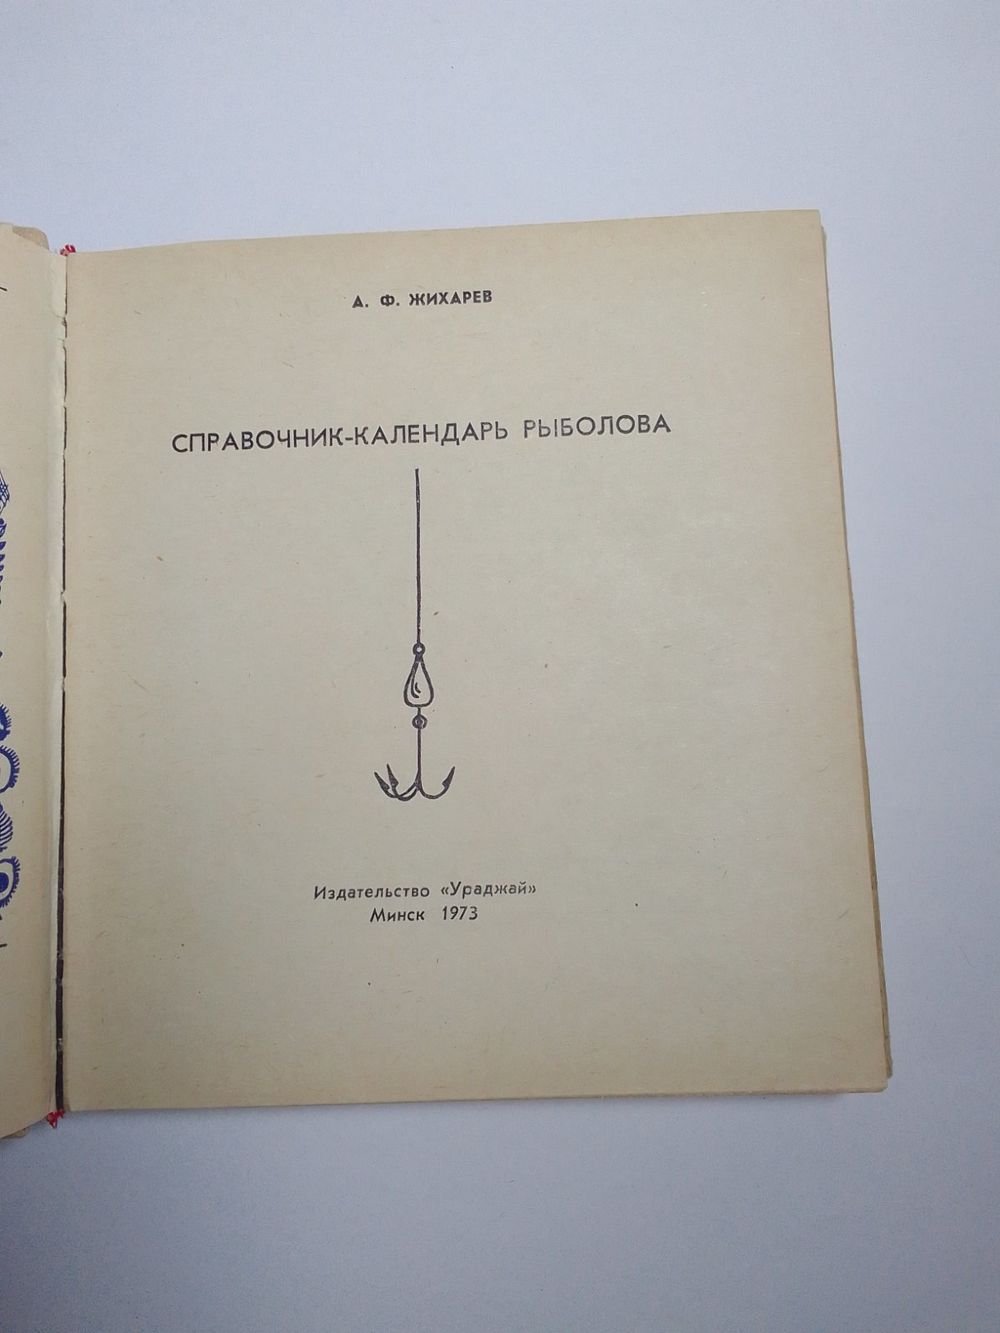 А. Ф. ЖИХАРЕВ
СПРАВОЧНИК-КАЛЕНДАРЬ РЫБОЛОВА
Издательство «Ураджай»
Минск 1973